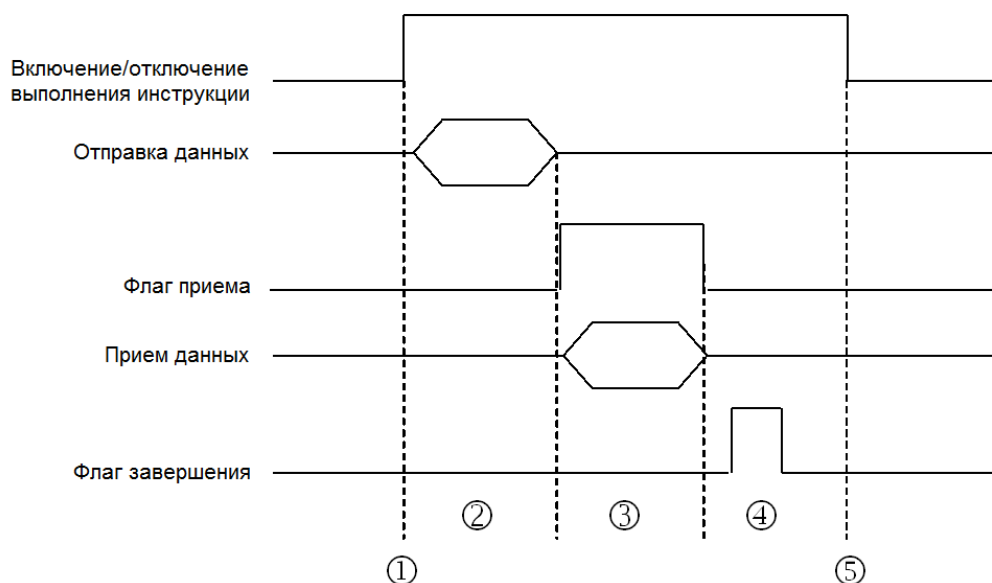 Включение/отключение
выполнения инструкции
Отправка данных
Флаг приема
Прием данных
Флаг завершения
② ③ ④
① ⑤